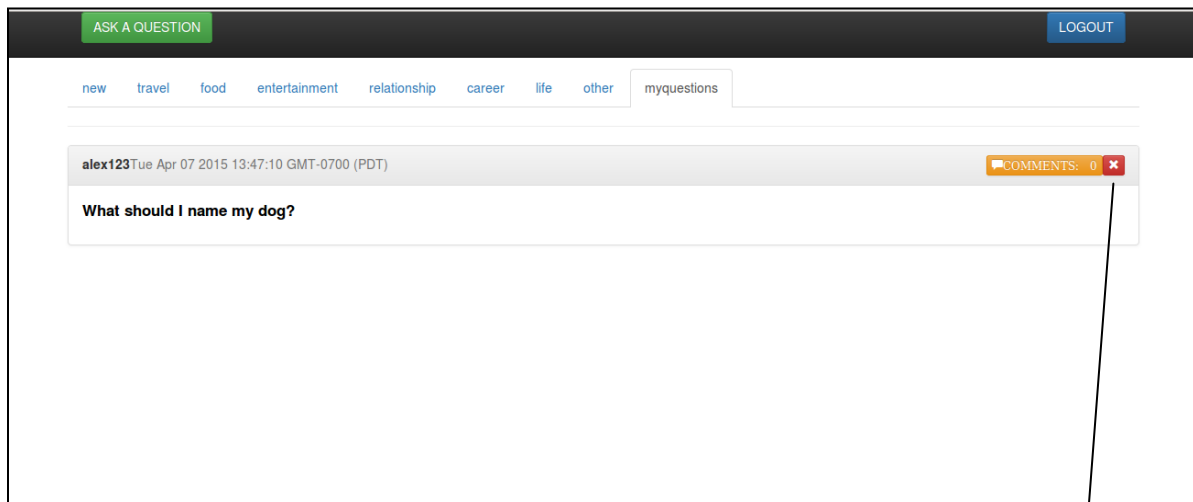 ASK A QUESTION LOGOUT
new travel food entertainment relationship career life other myquestions
alex123Tue Apr 07 2015 13:47:10 GMT-0700 (PDT) COMMENTS: 0
What should I name my dog?